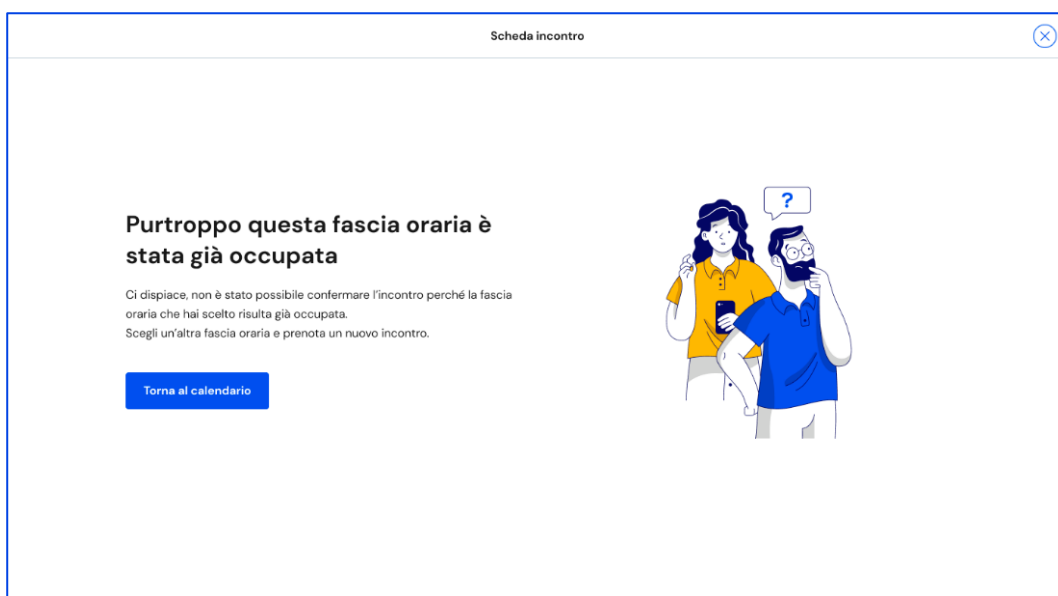 Scheda incontro
?
Purtroppo questa fascia oraria è
stata già occupata
Ci dispiace, non è stato possibile confermare l'incontro perché la fascia
oraria che hai scelto risulta già occupata.
Scegli un'altra fascia oraria e prenota un nuovo incontro.
Torna al calendario